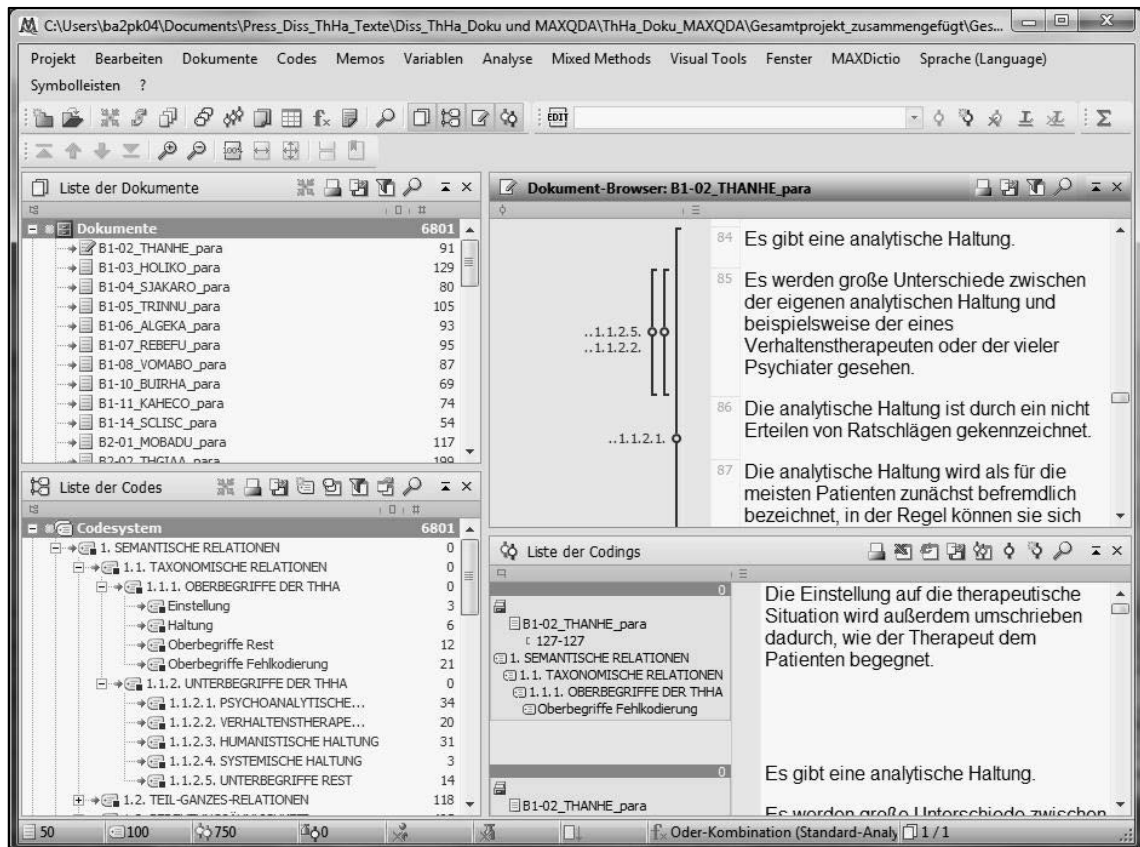 C:\Users\ba2pk04\Documents\Press_Diss_ThHa_Texte\Diss_ThHa_Doku und MAXQDA\ThHa_Doku_MAXQDA\Gesamtprojekt_zusammengefügt\Ges...
Projekt Bearbeiten Dokumente Codes Memos Variablen Analyse Mixed Methods Visual Tools Fenster MAXDictio Sprache (Language)
Symbolleisten ?
EDIT
100%
Liste der Dokumente
Dokumente 6801
B1-02_THANHE_para 91
B1-03_HOLIKO_para 129
B1-04_SJAKARO_para 80
B1-05_TRINNU_para 105
B1-06_ALGEKA_para 93
B1-07_REBEFU_para 95
B1-08_VOMABO_para 87
B1-10_BUIRHA_para 69
B1-11_KAHECO_para 74
B1-14_SCLISC_para 54
B2-01_MOBADU_para 117
B2-02_THGIAA_para 199
Liste der Codes
Codesystem 6801
1. SEMANTISCHE RELATIONEN 0
1.1. TAXONOMISCHE RELATIONEN 0
1.1.1. OBERBEGRIFFE DER THHA 0
Einstellung 3
Haltung 6
Oberbegriffe Rest 12
Oberbegriffe Fehlkodierung 21
1.1.2. UNTERBEGRIFFE DER THHA 0
1.1.2.1. PSYCHOANALYTISCHE... 34
1.1.2.2. VERHALTENSTHERAPE... 20
1.1.2.3. HUMANISTISCHE HALTUNG 31
1.1.2.4. SYSTEMISCHE HALTUNG 3
1.1.2.5. UNTERBEGRIFFE REST 14
1.2. TEIL-GANZES-RELATIONEN 118
Dokument-Browser: B1-02_THANHE_para
84 Es gibt eine analytische Haltung.
85 Es werden große Unterschiede zwischen
der eigenen analytischen Haltung und
beispielsweise der eines
Verhaltenstherapeuten oder der vieler
Psychiater gesehen.
..1.1.2.5.
..1.1.2.2.
86 Die analytische Haltung ist durch ein nicht
Erteilen von Ratschlägen gekennzeichnet.
..1.1.2.1.
87 Die analytische Haltung wird als für die
meisten Patienten zunächst befremdlich
bezeichnet, in der Regel können sie sich
Liste der Codings
0
B1-02_THANHE_para
127-127
1. SEMANTISCHE RELATIONEN
1.1. TAXONOMISCHE RELATIONEN
1.1.1. OBERBEGRIFFE DER THHA
Oberbegriffe Fehlkodierung
Die Einstellung auf die therapeutische
Situation wird außerdem umschrieben
dadurch, wie der Therapeut dem
Patienten begegnet.
0
B1-02_THANHE_para
Es gibt eine analytische Haltung.
Es werden große Unterschiede zwischen
50 100 750 0 Oder-Kombination (Standard-Analy 1 / 1